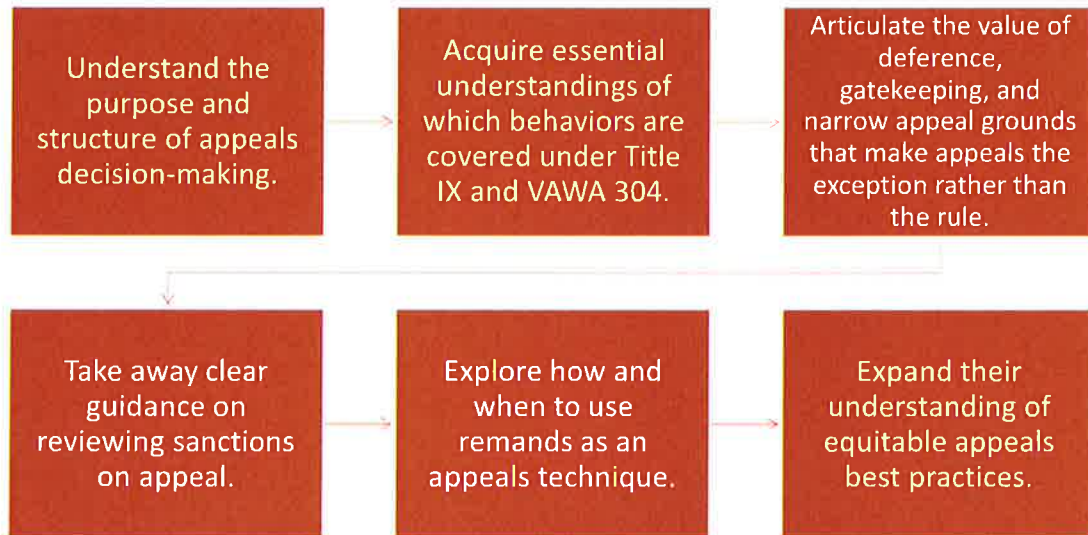 Understand the
purpose and
structure of appeals
decision-making.
Acquire essential
understandings of
which behaviors are
covered under Title
IX and VAWA 304.
Articulate the value of
deference,
gatekeeping, and
narrow appeal grounds
that make appeals the
exception rather than
the rule.
Take away clear
guidance on
reviewing sanctions
on appeal.
Explore how and
when to use
remands as an
appeals technique.
Expand their
understanding of
equitable appeals
best practices.